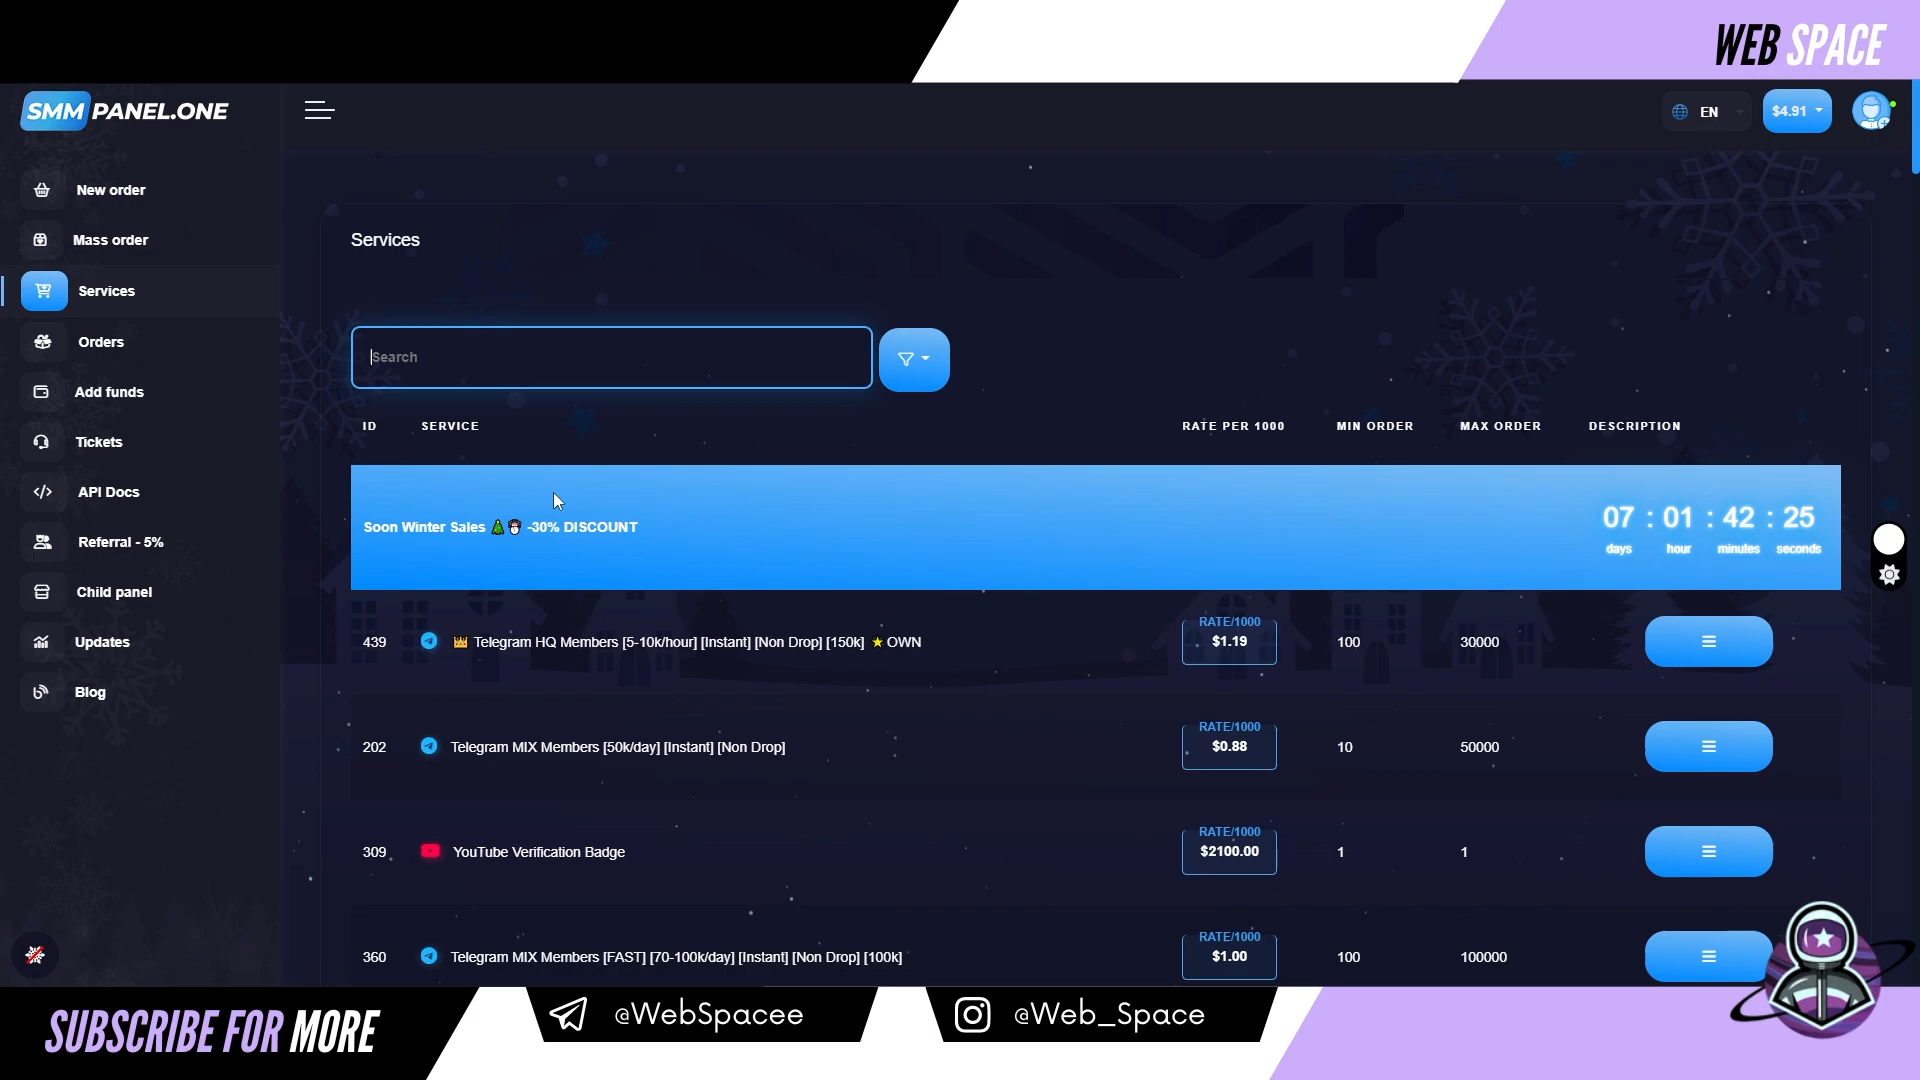 WEB SPACE
SMM PANEL.ONE
EN
$4.91
New order
Mass order
Services
Orders
Add funds
Tickets
API Docs
Referral - 5%
Child panel
Updates
Blog
Services
Search
ID SERVICE RATE PER 1000 MIN ORDER MAX ORDER DESCRIPTION
Soon Winter Sales 🎄☃️ -30% DISCOUNT
07 : 01 : 42 : 25
days hour minutes seconds
439 👑 Telegram HQ Members [5-10k/hour] [Instant] [Non Drop] [150k] ⭐ OWN RATE/1000 $1.19 100 30000
202 Telegram MIX Members [50k/day] [Instant] [Non Drop] RATE/1000 $0.88 10 50000
309 YouTube Verification Badge RATE/1000 $2100.00 1 1
360 Telegram MIX Members [FAST] [70-100k/day] [Instant] [Non Drop] [100k] RATE/1000 $1.00 100 100000
SUBSCRIBE FOR MORE
@WebSpacee
@Web_Space